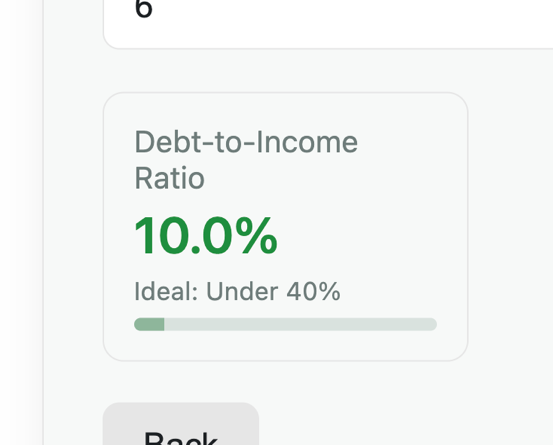 6
Debt-to-Income
Ratio
10.0%
Ideal: Under 40%
Back